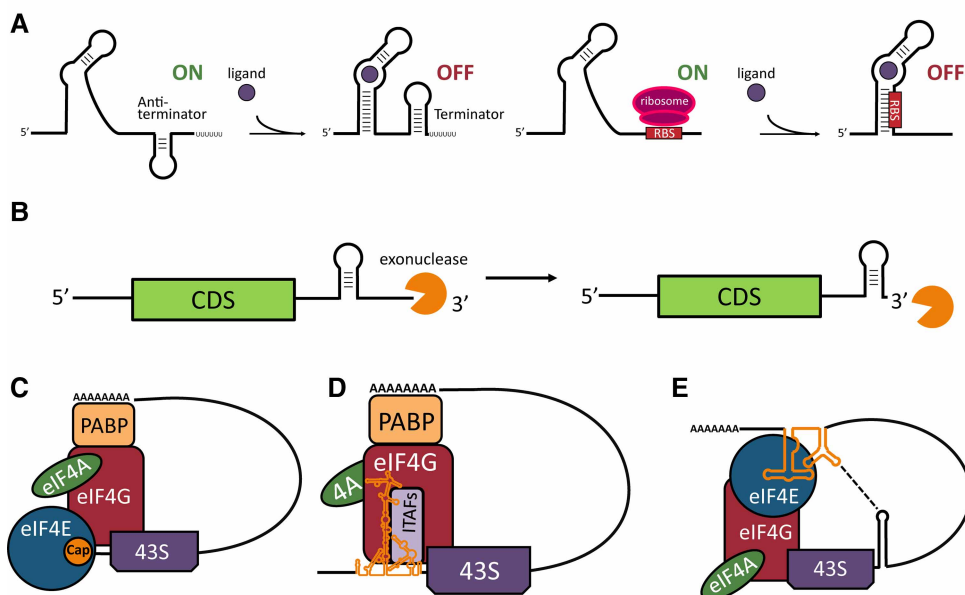 A
ON
ligand
OFF
Anti-
terminator
Terminator
5’
UUUUUU
5’
UUUUUU
ON
ligand
OFF
ribosome
RBS
5’
RBS
5’
B
exonuclease
5’
CDS
3’
5’
CDS
3’
C
AAAAAAAA
PABP
eIF4A
eIF4G
eIF4E
Cap
43S
D
AAAAAAAA
PABP
eIF4G
4A
ITAFs
43S
E
AAAAAAA
eIF4E
eIF4G
eIF4A
43S